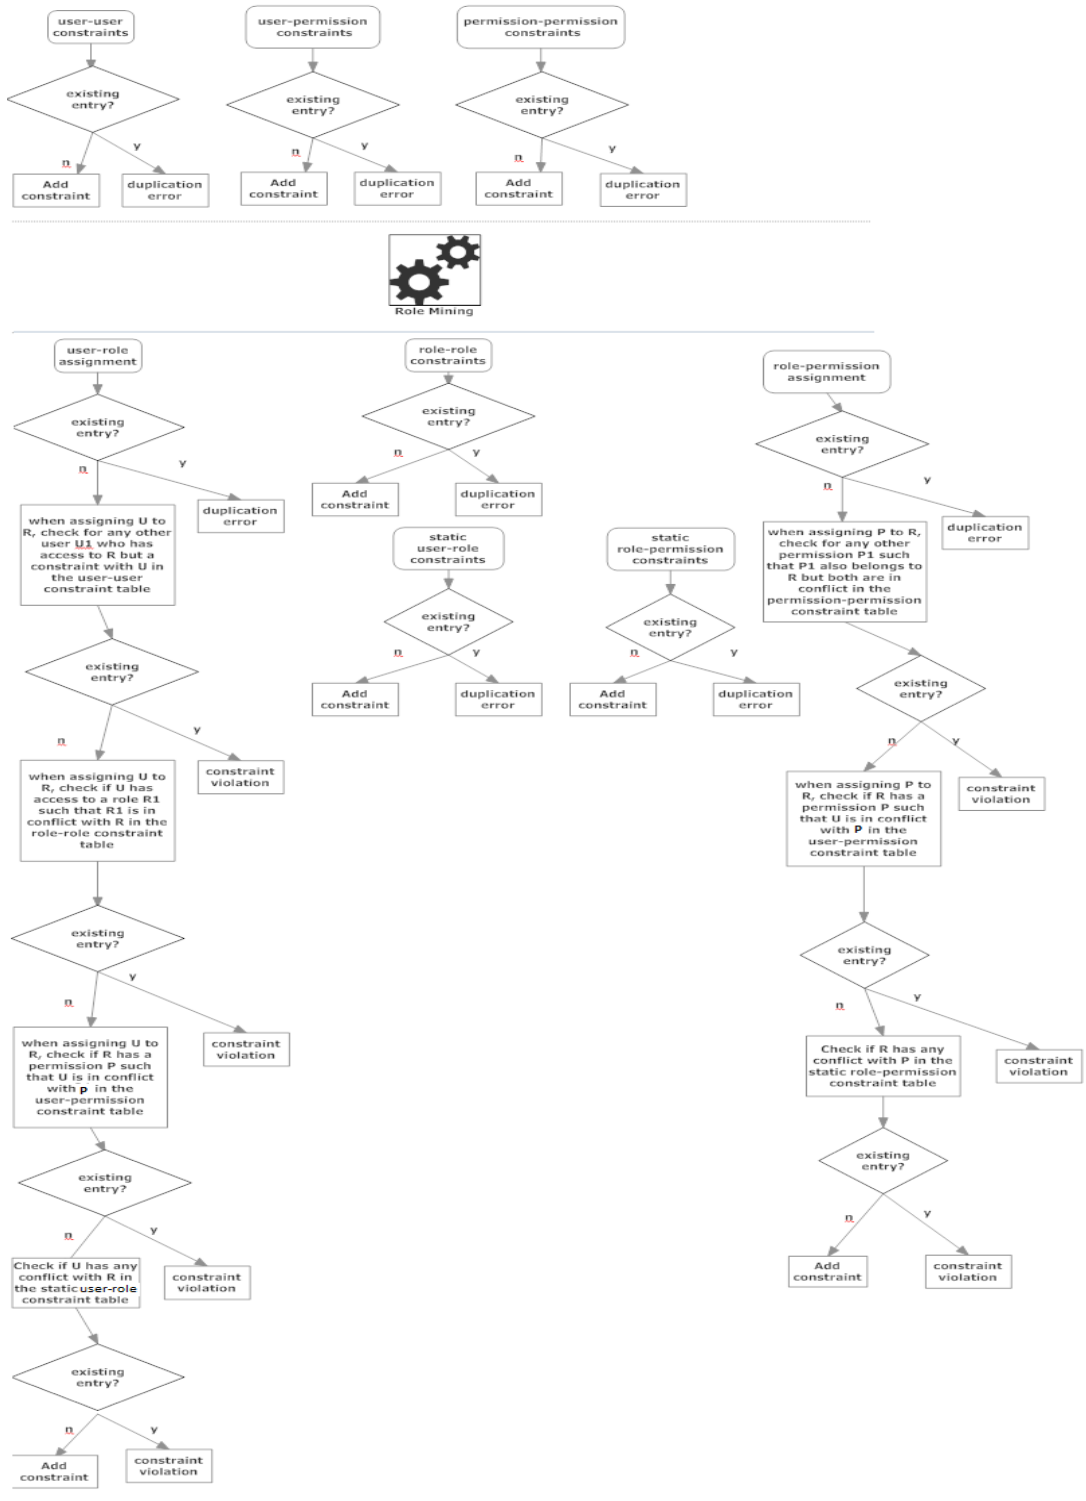 user-user
constraints
existing
entry?
n
y
Add
constraint
duplication
error
user-permission
constraints
existing
entry?
n
y
Add
constraint
duplication
error
permission-permission
constraints
existing
entry?
n
y
Add
constraint
duplication
error
Role Mining
user-role
assignment
existing
entry?
n
y
duplication
error
when assigning U to
R, check for any other
user U1 who has
access to R but a
constraint with U in
the user-user
constraint table
existing
entry?
n
y
constraint
violation
when assigning U to
R, check if U has
access to a role R1
such that R1 is in
conflict with R in the
role-role constraint
table
existing
entry?
y
n
constraint
violation
when assigning U to
R, check if R has a
permission P such
that U is in conflict
with p in the
user-permission
constraint table
existing
entry?
n
y
constraint
violation
Check if U has any
conflict with R in
the static user-role
constraint table
existing
entry?
n
y
Add
constraint
constraint
violation
role-role
constraints
existing
entry?
n
y
Add
constraint
duplication
error
static
user-role
constraints
existing
entry?
n
y
Add
constraint
duplication
error
static
role-permission
constraints
existing
entry?
n
y
Add
constraint
duplication
error
role-permission
assignment
existing
entry?
n
y
duplication
error
when assigning P to R,
check for any other
permission P1 such
that P1 also belongs to
R but both are in
conflict in the
permission-permission
constraint table
existing
entry?
n
y
constraint
violation
when assigning P to
R, check if R has a
permission P such
that U is in conflict
with P in the
user-permission
constraint table
existing
entry?
n
y
constraint
violation
Check if R has any
conflict with P in the
static role-permission
constraint table
existing
entry?
n
y
Add
constraint
constraint
violation